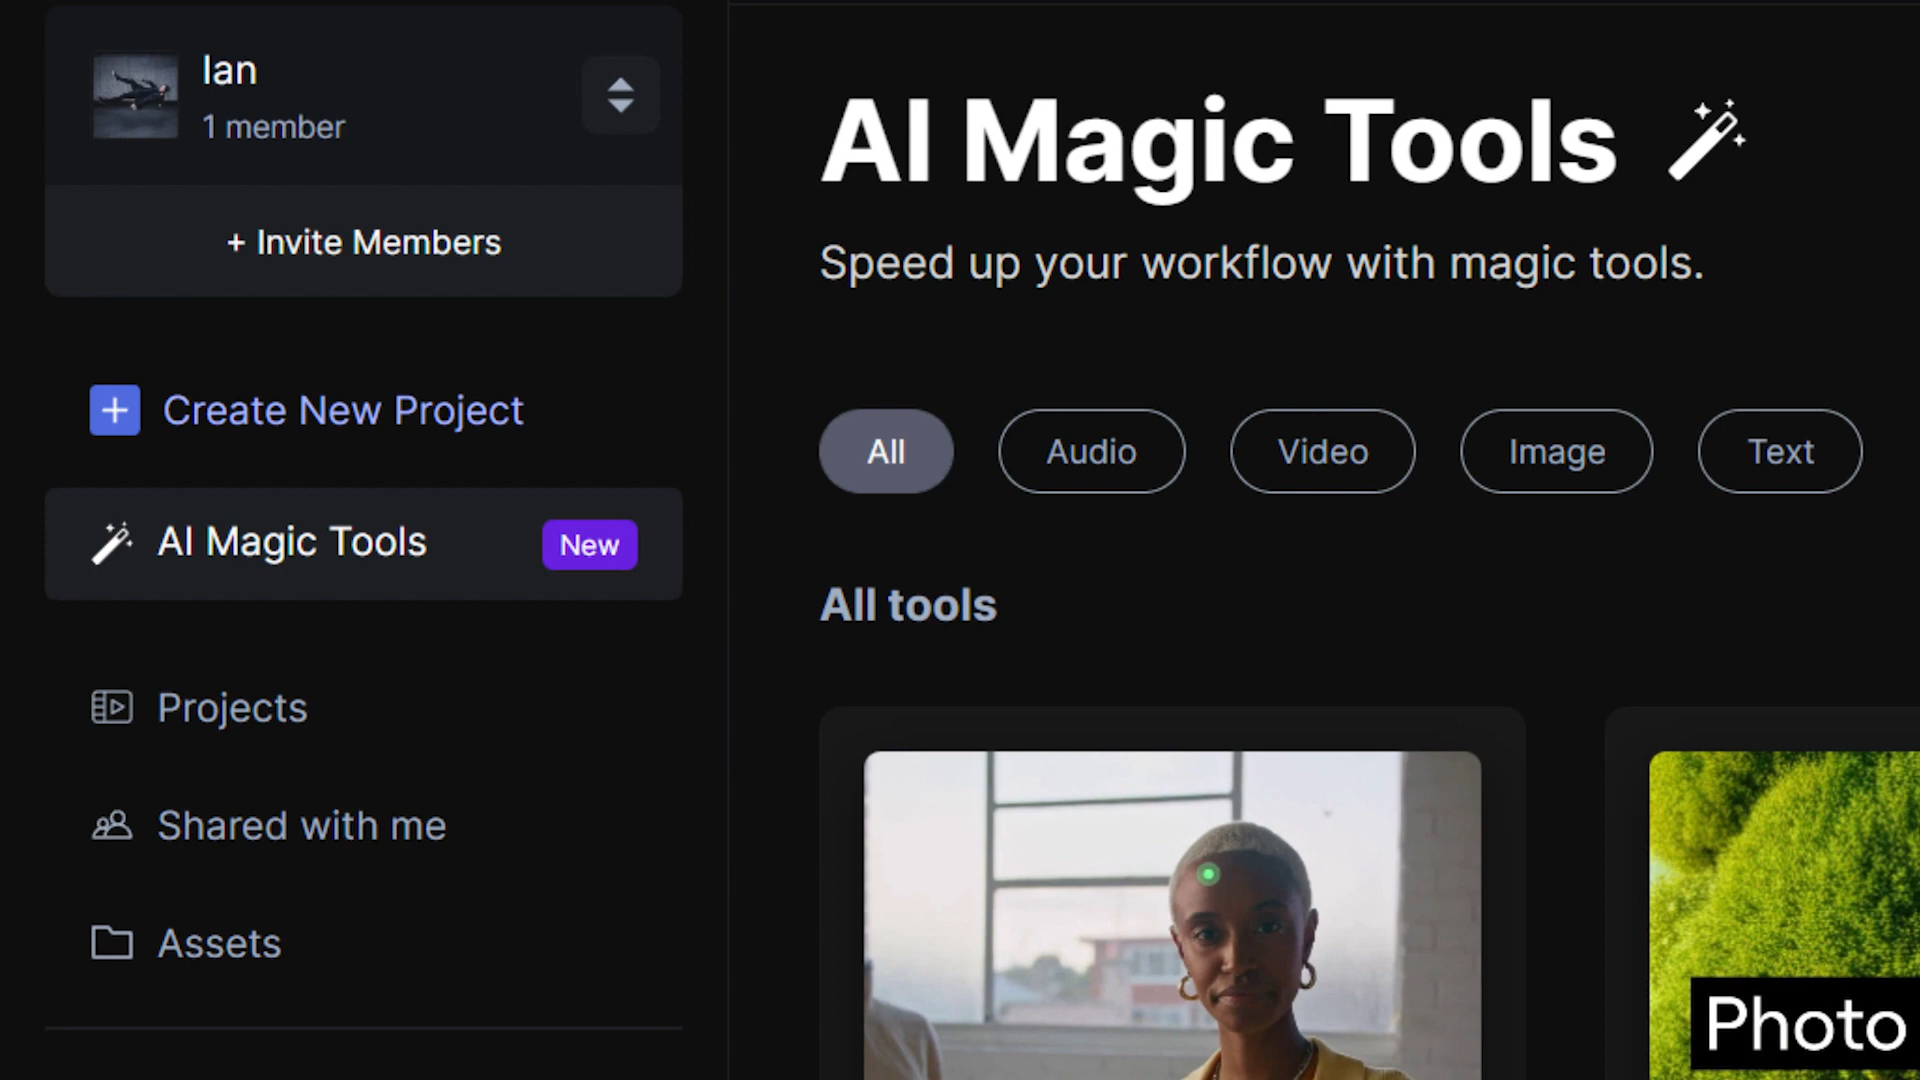 Ian
1 member
+ Invite Members
Create New Project
AI Magic Tools
New
Projects
Shared with me
Assets
AI Magic Tools
Speed up your workflow with magic tools.
All
Audio
Video
Image
Text
All tools
Photo